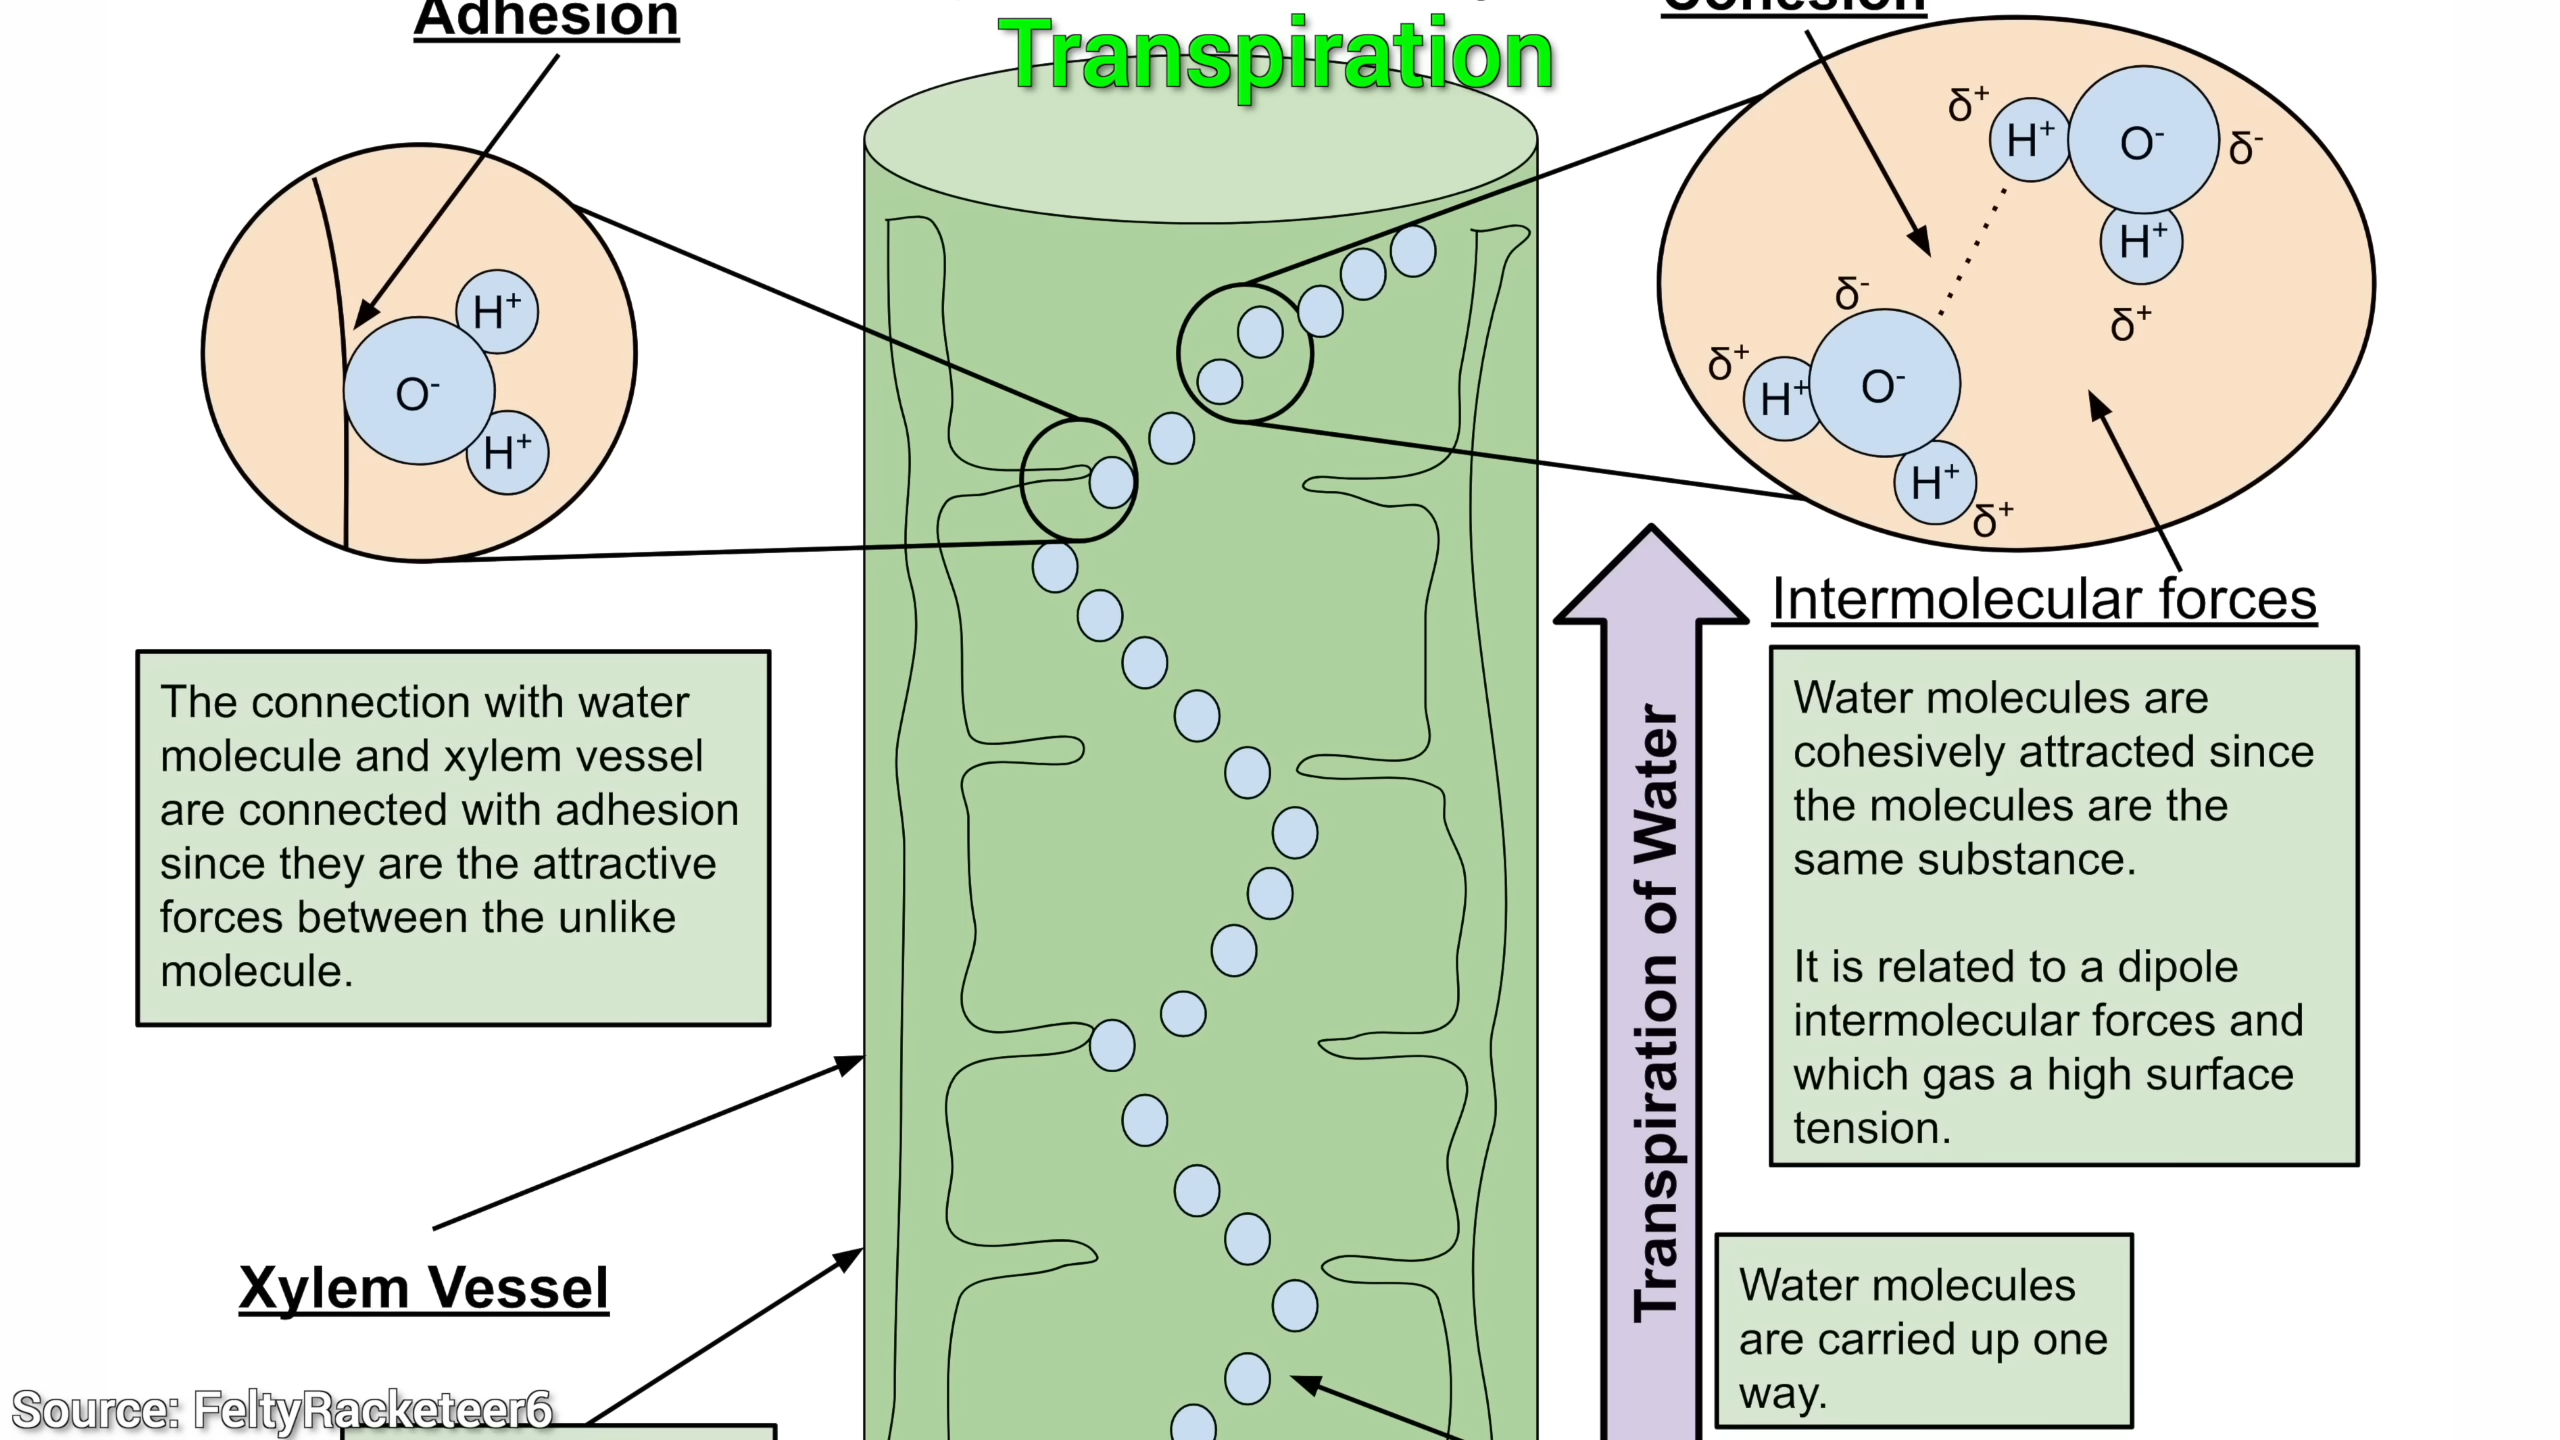 Adhesion
Transpiration
Cohesion
δ+
H+
O-
δ-
H+
δ+
δ-
δ+
H+
O-
H+
δ+
H+
O-
H+
Intermolecular forces
The connection with water
molecule and xylem vessel
are connected with adhesion
since they are the attractive
forces between the unlike
molecule.
Water molecules are
cohesively attracted since
the molecules are the
same substance.
It is related to a dipole
intermolecular forces and
which gas a high surface
tension.
Transpiration of Water
Xylem Vessel
Water molecules
are carried up one
way.
Source: FeltyRacketeer6